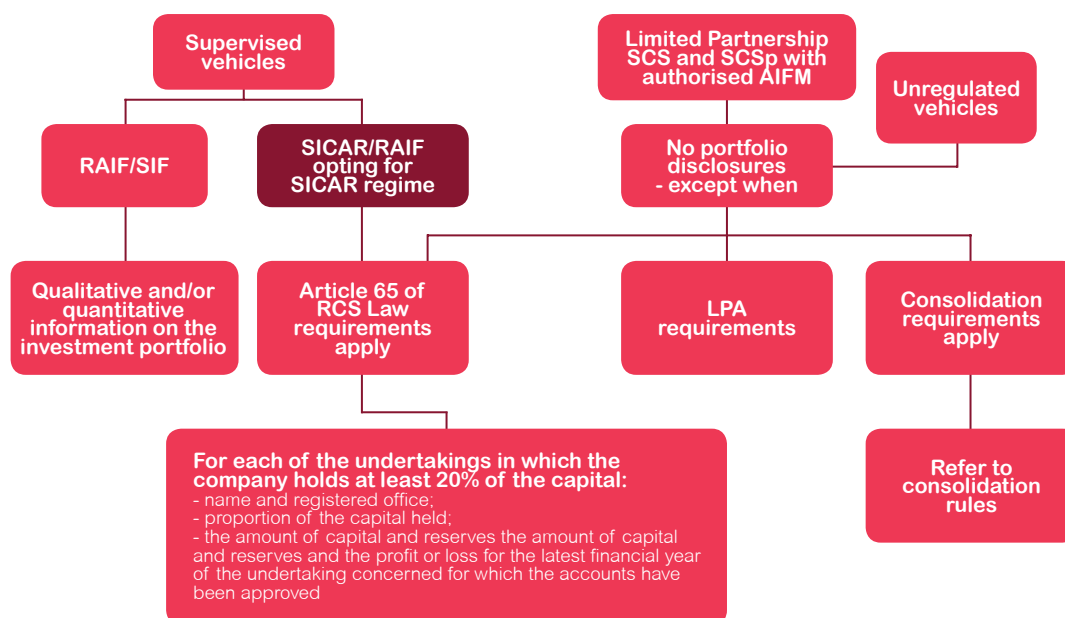 Supervised
vehicles
Limited Partnership
SCS and SCSp with
authorised AIFM
Unregulated
vehicles
RAIF/SIF
SICAR/RAIF
opting for
SICAR regime
No portfolio
disclosures
- except when
Qualitative and/or
quantitative
information on the
investment portfolio
Article 65 of
RCS Law
requirements
apply
LPA
requirements
Consolidation
requirements
apply
For each of the undertakings in which the
company holds at least 20% of the capital:
- name and registered office;
- proportion of the capital held;
- the amount of capital and reserves the amount of capital
and reserves and the profit or loss for the latest financial year
of the undertaking concerned for which the accounts have
been approved
Refer to
consolidation
rules